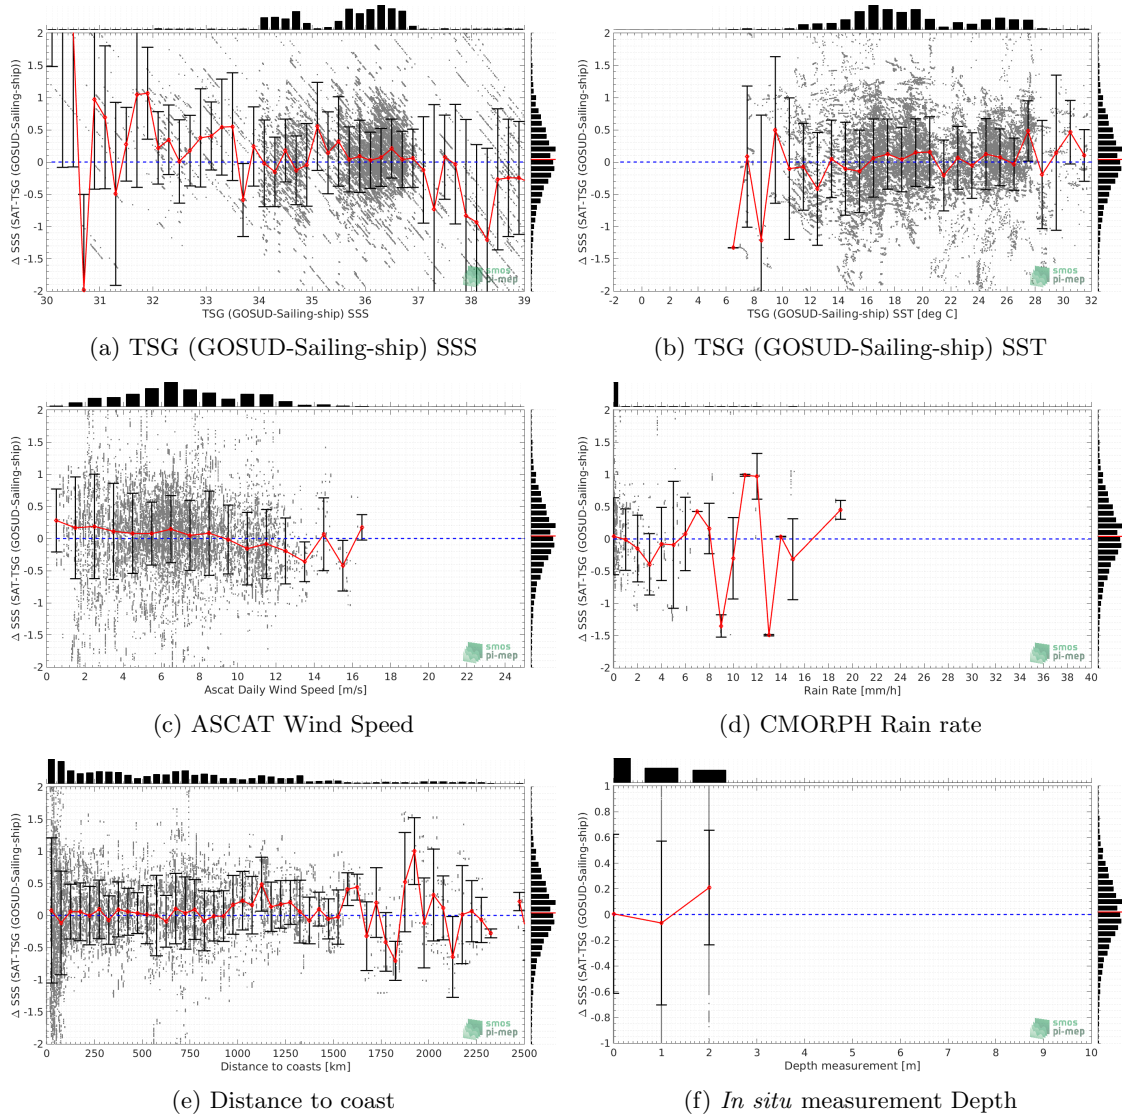 Δ SSS (SAT-TSG (GOSUD-Sailing-ship))
2
1.5
1
0.5
0
-0.5
-1
-1.5
-2
30 31 32 33 34 35 36 37 38 39
TSG (GOSUD-Sailing-ship) SSS
smos
pi-mep
(a) TSG (GOSUD-Sailing-ship) SSS
Δ SSS (SAT-TSG (GOSUD-Sailing-ship))
2
1.5
1
0.5
0
-0.5
-1
-1.5
-2
-2 0 2 4 6 8 10 12 14 16 18 20 22 24 26 28 30 32
TSG (GOSUD-Sailing-ship) SST [deg C]
smos
pi-mep
(b) TSG (GOSUD-Sailing-ship) SST
Δ SSS (SAT-TSG (GOSUD-Sailing-ship))
2
1.5
1
0.5
0
-0.5
-1
-1.5
-2
0 2 4 6 8 10 12 14 16 18 20 22 24
Ascat Daily Wind Speed [m/s]
smos
pi-mep
(c) ASCAT Wind Speed
Δ SSS (SAT-TSG (GOSUD-Sailing-ship))
2
1.5
1
0.5
0
-0.5
-1
-1.5
-2
0 2 4 6 8 10 12 14 16 18 20 22 24 26 28 30 32 34 36 38 40
Rain Rate [mm/h]
smos
pi-mep
(d) CMORPH Rain rate
Δ SSS (SAT-TSG (GOSUD-Sailing-ship))
2
1.5
1
0.5
0
-0.5
-1
-1.5
-2
0 250 500 750 1000 1250 1500 1750 2000 2250 2500
Distance to coasts [km]
smos
pi-mep
(e) Distance to coast
Δ SSS (SAT-TSG (GOSUD-Sailing-ship))
1
0.8
0.6
0.4
0.2
0
-0.2
-0.4
-0.6
-0.8
-1
0 1 2 3 4 5 6 7 8 9 10
Depth measurement [m]
smos
pi-mep
(f) In situ measurement Depth